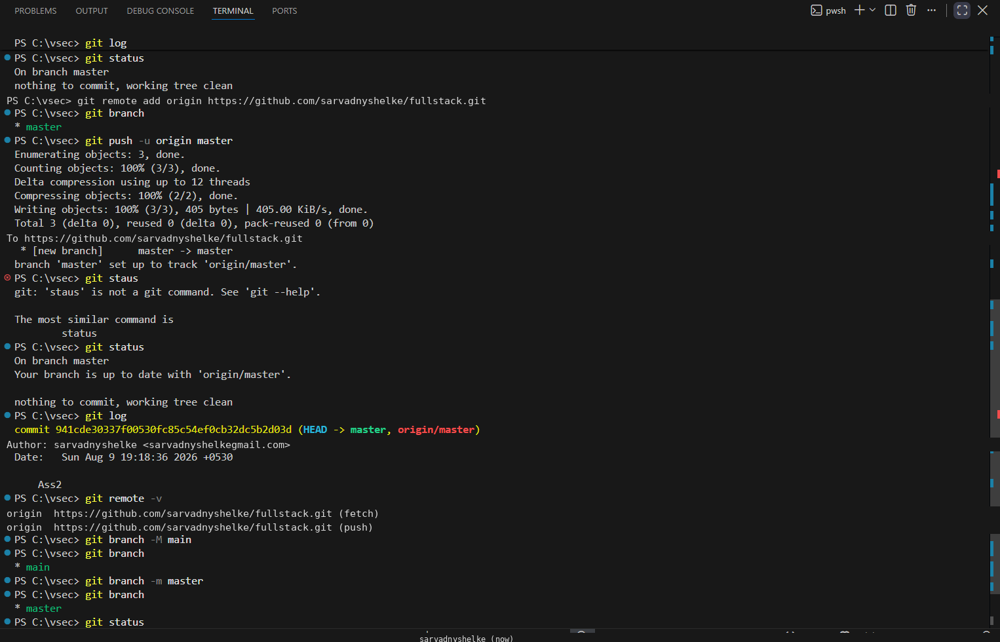 PROBLEMS OUTPUT DEBUG CONSOLE TERMINAL PORTS pwsh
PS C:\vsec> git log
PS C:\vsec> git status
On branch master
nothing to commit, working tree clean
PS C:\vsec> git remote add origin https://github.com/sarvadnyshelke/fullstack.git
PS C:\vsec> git branch
* master
PS C:\vsec> git push -u origin master
Enumerating objects: 3, done.
Counting objects: 100% (3/3), done.
Delta compression using up to 12 threads
Compressing objects: 100% (2/2), done.
Writing objects: 100% (3/3), 405 bytes | 405.00 KiB/s, done.
Total 3 (delta 0), reused 0 (delta 0), pack-reused 0 (from 0)
To https://github.com/sarvadnyshelke/fullstack.git
* [new branch]      master -> master
branch 'master' set up to track 'origin/master'.
PS C:\vsec> git staus
git: 'staus' is not a git command. See 'git --help'.
The most similar command is
status
PS C:\vsec> git status
On branch master
Your branch is up to date with 'origin/master'.
nothing to commit, working tree clean
PS C:\vsec> git log
commit 941cde30337f00530fc85c54ef0cb32dc5b2d03d (HEAD -> master, origin/master)
Author: sarvadnyshelke <sarvadnyshelkegmail.com>
Date:   Sun Aug 9 19:18:36 2026 +0530
Ass2
PS C:\vsec> git remote -v
origin  https://github.com/sarvadnyshelke/fullstack.git (fetch)
origin  https://github.com/sarvadnyshelke/fullstack.git (push)
PS C:\vsec> git branch -M main
PS C:\vsec> git branch
* main
PS C:\vsec> git branch -m master
PS C:\vsec> git branch
* master
PS C:\vsec> git status
sarvadnyshelke (now)